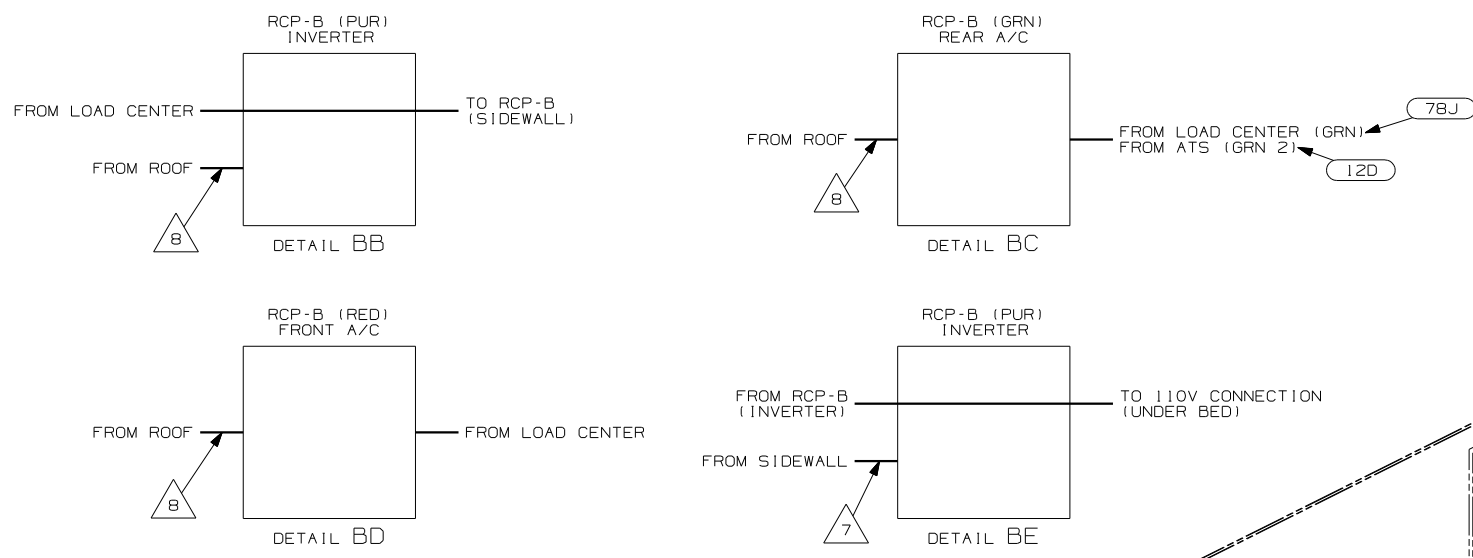 RCP-B (PUR)
INVERTER
FROM LOAD CENTER
TO RCP-B
(SIDEWALL)
FROM ROOF
8
DETAIL BB
RCP-B (GRN)
REAR A/C
78J
FROM ROOF
FROM LOAD CENTER (GRN)
FROM ATS (GRN 2)
12D
8
DETAIL BC
RCP-B (RED)
FRONT A/C
FROM ROOF
FROM LOAD CENTER
8
DETAIL BD
RCP-B (PUR)
INVERTER
FROM RCP-B
(INVERTER)
TO 110V CONNECTION
(UNDER BED)
FROM SIDEWALL
7
DETAIL BE